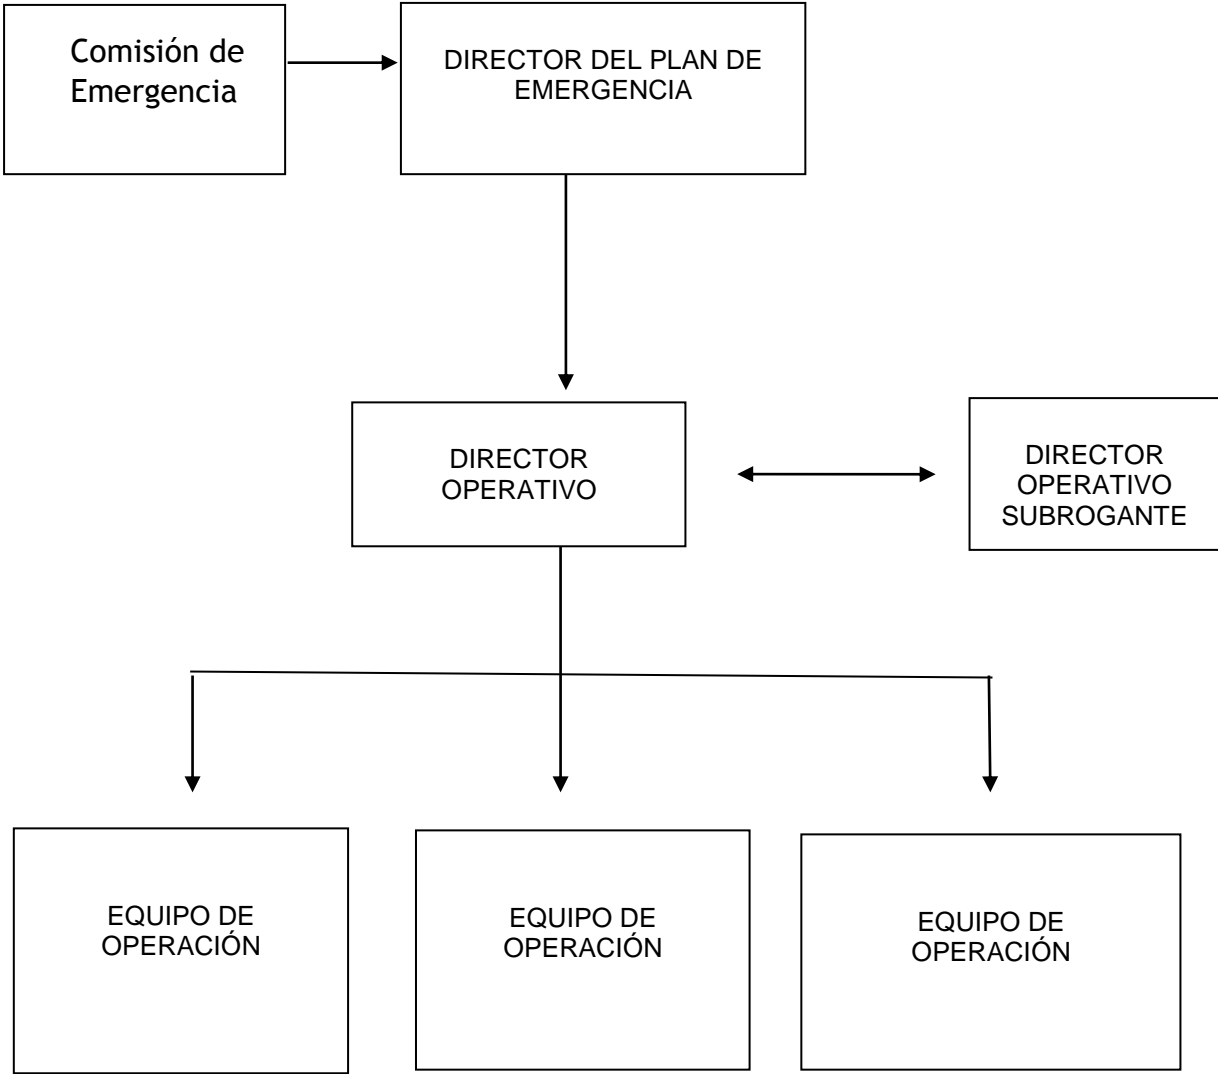 Comisión de
Emergencia
DIRECTOR DEL PLAN DE
EMERGENCIA
DIRECTOR
OPERATIVO
DIRECTOR
OPERATIVO
SUBROGANTE
EQUIPO DE
OPERACIÓN
EQUIPO DE
OPERACIÓN
EQUIPO DE
OPERACIÓN